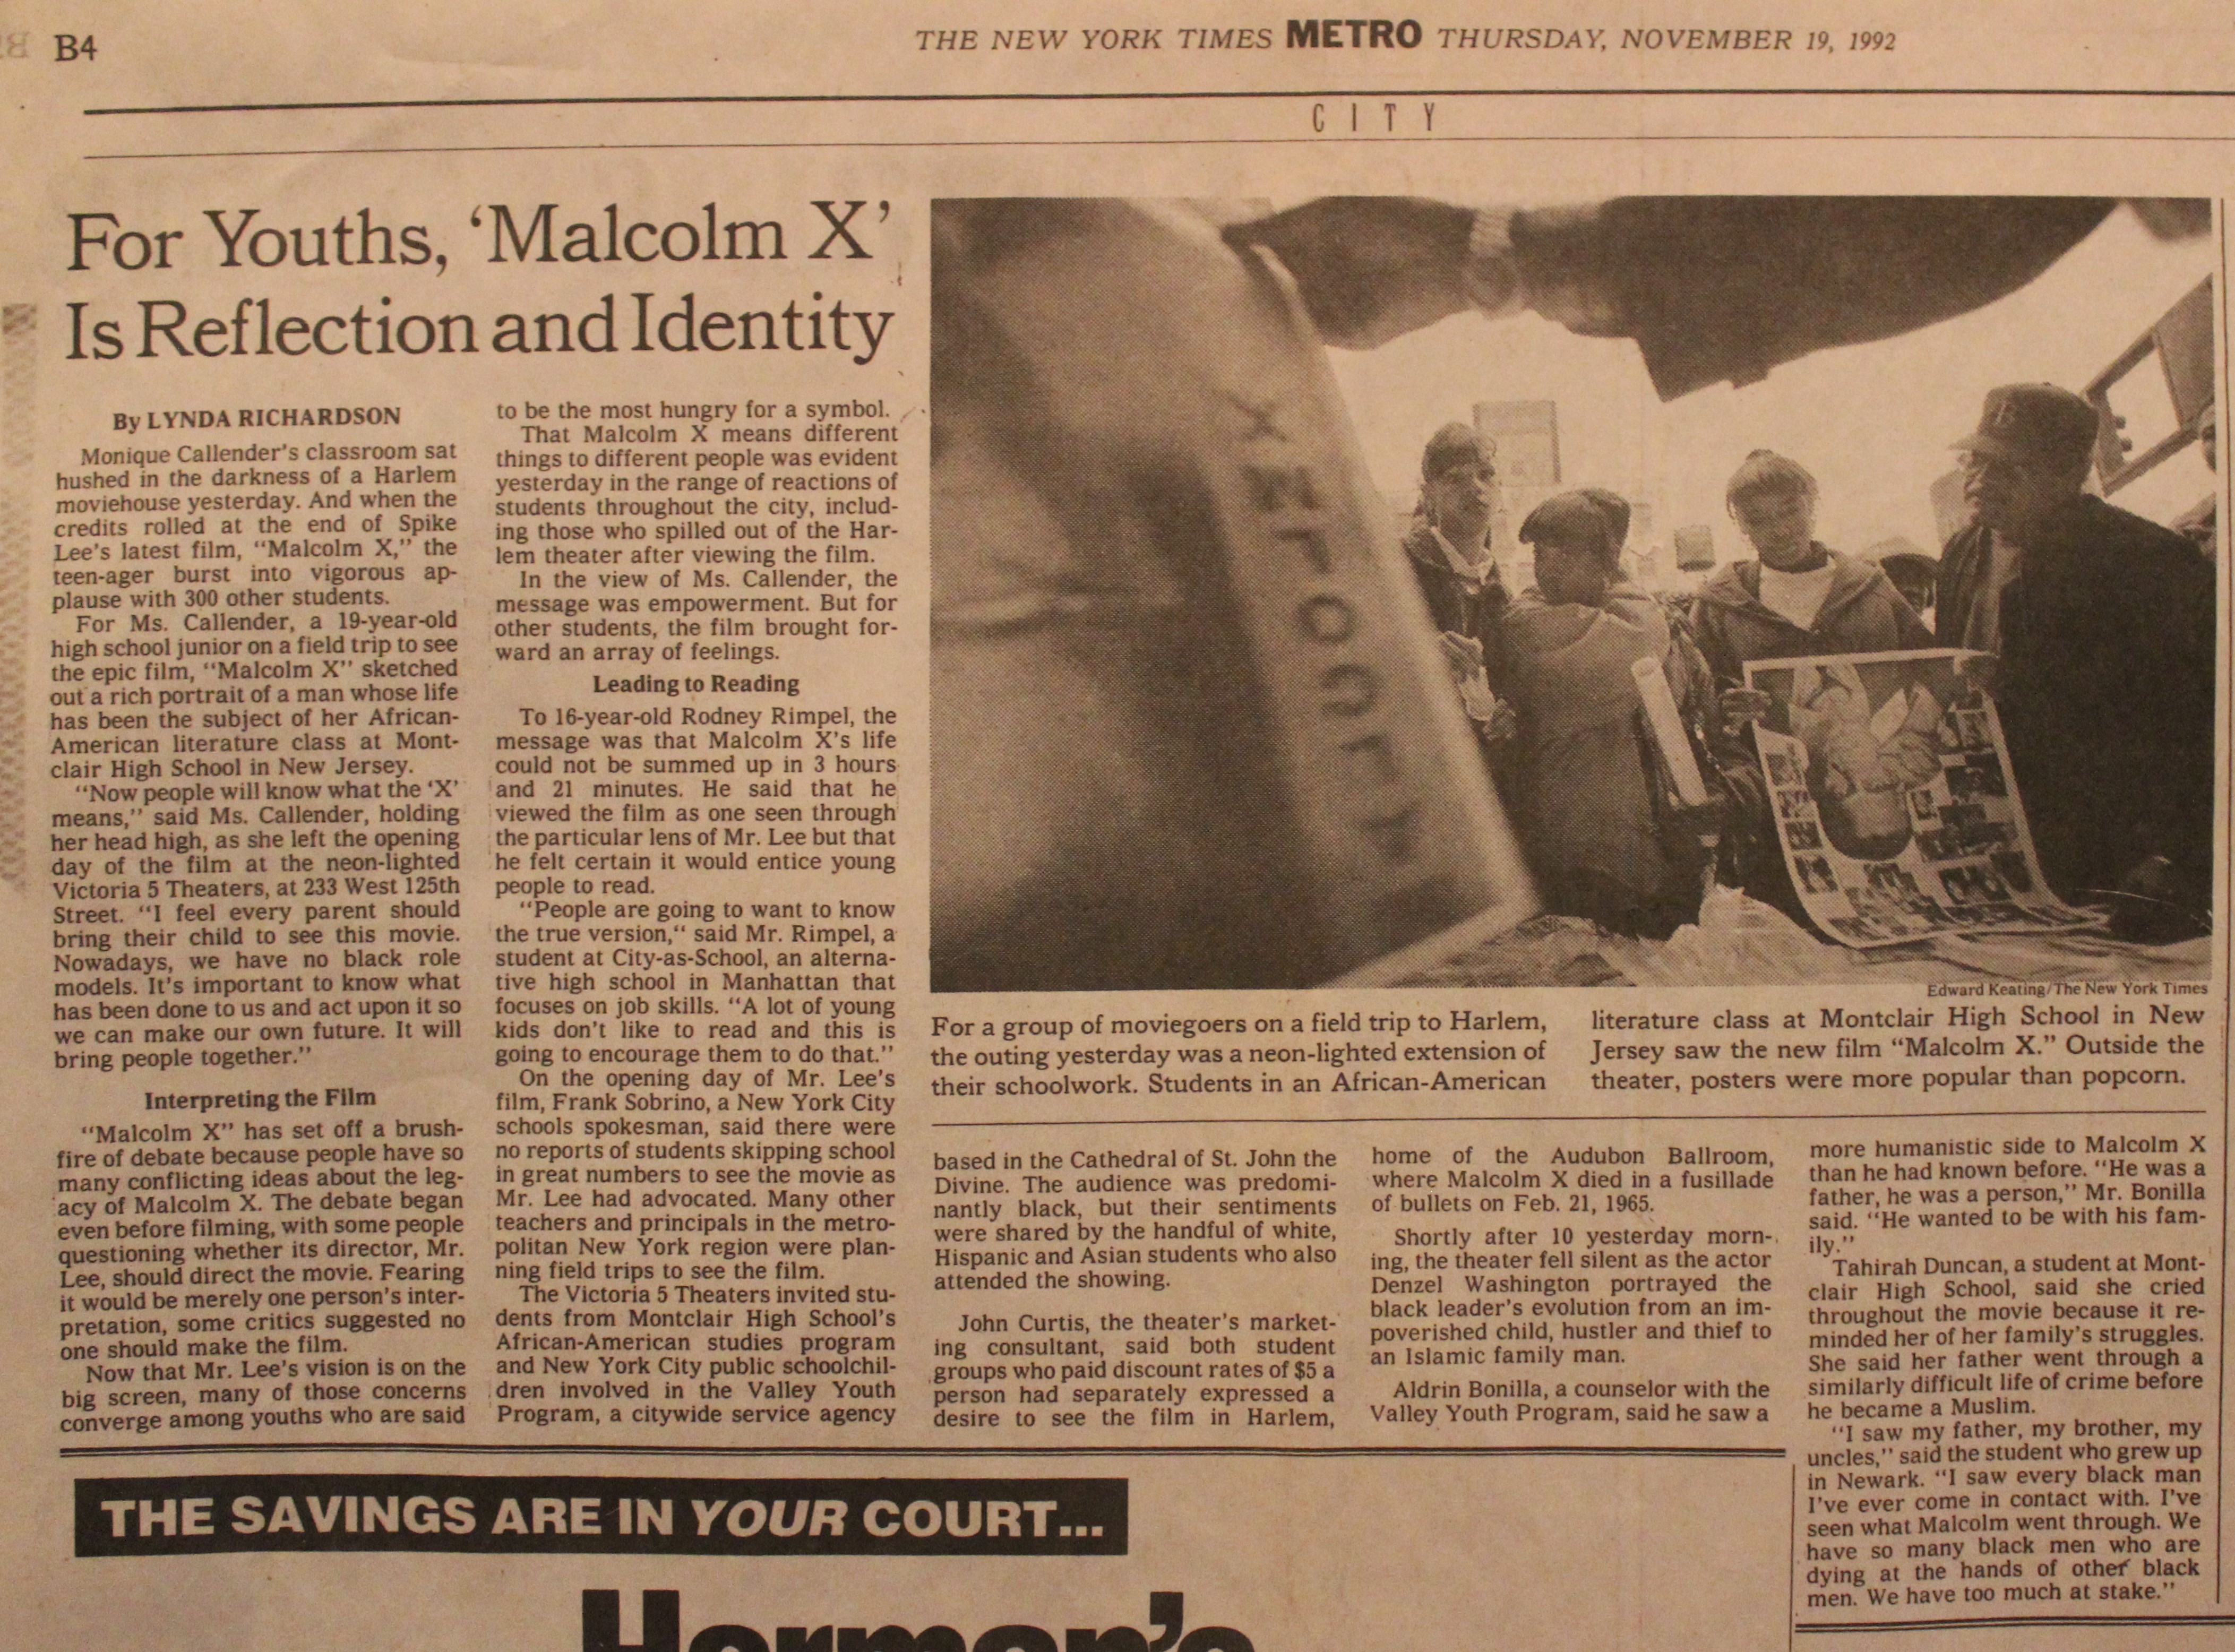 B4
THE NEW YORK TIMES METRO THURSDAY, NOVEMBER 19, 1992
CITY
For Youths, ‘Malcolm X’
Is Reflection and Identity
By LYNDA RICHARDSON
Monique Callender's classroom sat
hushed in the darkness of a Harlem
moviehouse yesterday. And when the
credits rolled at the end of Spike
Lee's latest film, "Malcolm X," the
teen-ager burst into vigorous ap-
plause with 300 other students.
For Ms. Callender, a 19-year-old
high school junior on a field trip to see
the epic film, "Malcolm X" sketched
out a rich portrait of a man whose life
has been the subject of her African-
American literature class at Mont-
clair High School in New Jersey.
"Now people will know what the 'X'
means," said Ms. Callender, holding
her head high, as she left the opening
day of the film at the neon-lighted
Victoria 5 Theaters, at 233 West 125th
Street. "I feel every parent should
bring their child to see this movie.
Nowadays, we have no black role
models. It's important to know what
has been done to us and act upon it so
we can make our own future. It will
bring people together."
Interpreting the Film
"Malcolm X" has set off a brush-
fire of debate because people have so
many conflicting ideas about the leg-
acy of Malcolm X. The debate began
even before filming, with some people
questioning whether its director, Mr.
Lee, should direct the movie. Fearing
it would be merely one person's inter-
pretation, some critics suggested no
one should make the film.
Now that Mr. Lee's vision is on the
big screen, many of those concerns
converge among youths who are said
to be the most hungry for a symbol.
That Malcolm X means different
things to different people was evident
yesterday in the range of reactions of
students throughout the city, includ-
ing those who spilled out of the Har-
lem theater after viewing the film.
In the view of Ms. Callender, the
message was empowerment. But for
other students, the film brought for-
ward an array of feelings.
Leading to Reading
To 16-year-old Rodney Rimpel, the
message was that Malcolm X's life
could not be summed up in 3 hours
and 21 minutes. He said that he
viewed the film as one seen through
the particular lens of Mr. Lee but that
he felt certain it would entice young
people to read.
"People are going to want to know
the true version," said Mr. Rimpel, a
student at City-as-School, an alterna-
tive high school in Manhattan that
focuses on job skills. "A lot of young
kids don't like to read and this is
going to encourage them to do that."
On the opening day of Mr. Lee's
film, Frank Sobrino, a New York City
schools spokesman, said there were
no reports of students skipping school
in great numbers to see the movie as
Mr. Lee had advocated. Many other
teachers and principals in the metro-
politan New York region were plan-
ning field trips to see the film.
The Victoria 5 Theaters invited stu-
dents from Montclair High School's
African-American studies program
and New York City public schoolchil-
dren involved in the Valley Youth
Program, a citywide service agency
Edward Keating/The New York Times
For a group of moviegoers on a field trip to Harlem,
the outing yesterday was a neon-lighted extension of
their schoolwork. Students in an African-American
literature class at Montclair High School in New
Jersey saw the new film "Malcolm X." Outside the
theater, posters were more popular than popcorn.
based in the Cathedral of St. John the
Divine. The audience was predomi-
nantly black, but their sentiments
were shared by the handful of white,
Hispanic and Asian students who also
attended the showing.
John Curtis, the theater's market-
ing consultant, said both student
groups who paid discount rates of $5 a
person had separately expressed a
desire to see the film in Harlem,
home of the Audubon Ballroom,
where Malcolm X died in a fusillade
of bullets on Feb. 21, 1965.
Shortly after 10 yesterday morn-
ing, the theater fell silent as the actor
Denzel Washington portrayed the
black leader's evolution from an im-
poverished child, hustler and thief to
an Islamic family man.
Aldrin Bonilla, a counselor with the
Valley Youth Program, said he saw a
more humanistic side to Malcolm X
than he had known before. "He was a
father, he was a person," Mr. Bonilla
said. "He wanted to be with his fam-
ily."
Tahirah Duncan, a student at Mont-
clair High School, said she cried
throughout the movie because it re-
minded her of her family's struggles.
She said her father went through a
similarly difficult life of crime before
he became a Muslim.
"I saw my father, my brother, my
uncles," said the student who grew up
in Newark. "I saw every black man
I've ever come in contact with. I've
seen what Malcolm went through. We
have so many black men who are
dying at the hands of other black
men. We have too much at stake."
THE SAVINGS ARE IN YOUR COURT...
Herman's